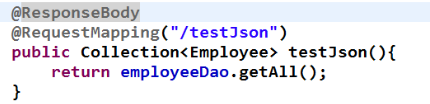 @ResponseBody
@RequestMapping("/testJson")
public Collection<Employee> testJson(){
    return employeeDao.getAll();
}